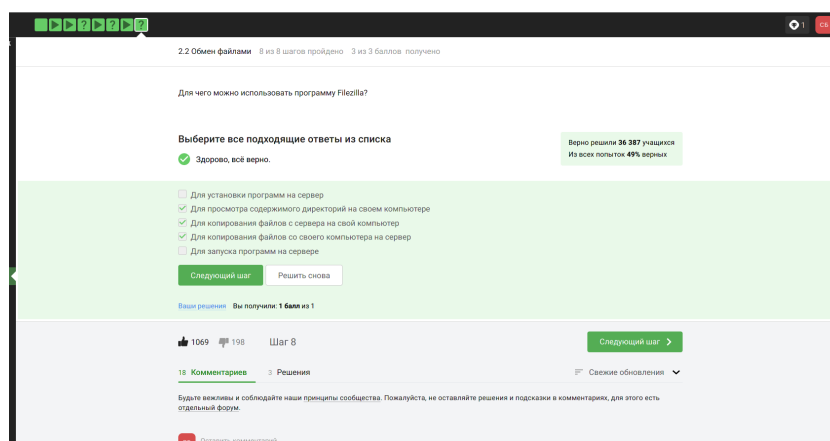 1
СБ
2.2 Обмен файлами 8 из 8 шагов пройдено 3 из 3 баллов получено
Для чего можно использовать программу Filezilla?
Выберите все подходящие ответы из списка
Здорово, всё верно.
Верно решили 36 387 учащихся
Из всех попыток 49% верных
Для установки программ на сервер
Для просмотра содержимого директорий на своем компьютере
Для копирования файлов с сервера на свой компьютер
Для копирования файлов со своего компьютера на сервер
Для запуска программ на сервере
Следующий шаг Решить снова
Ваши решения Вы получили: 1 балл из 1
1069 198 Шаг 8 Следующий шаг
18 Комментариев 3 Решения Свежие обновления
Будьте вежливы и соблюдайте наши принципы сообщества. Пожалуйста, не оставляйте решения и подсказки в комментариях, для этого есть
отдельный форум.
Оставить комментарий